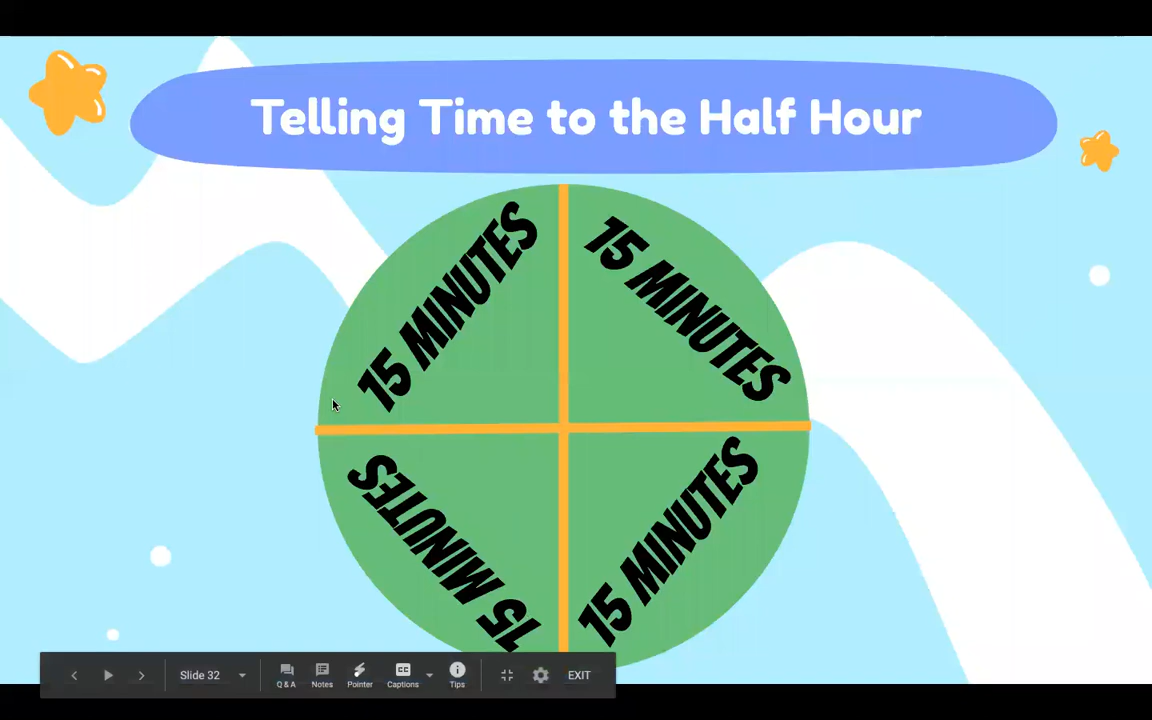 Telling Time to the Half Hour
15 MINUTES
15 MINUTES
15 MINUTES
15 MINUTES
Slide 32
Q & A
Notes
Pointer
Captions
Tips
EXIT